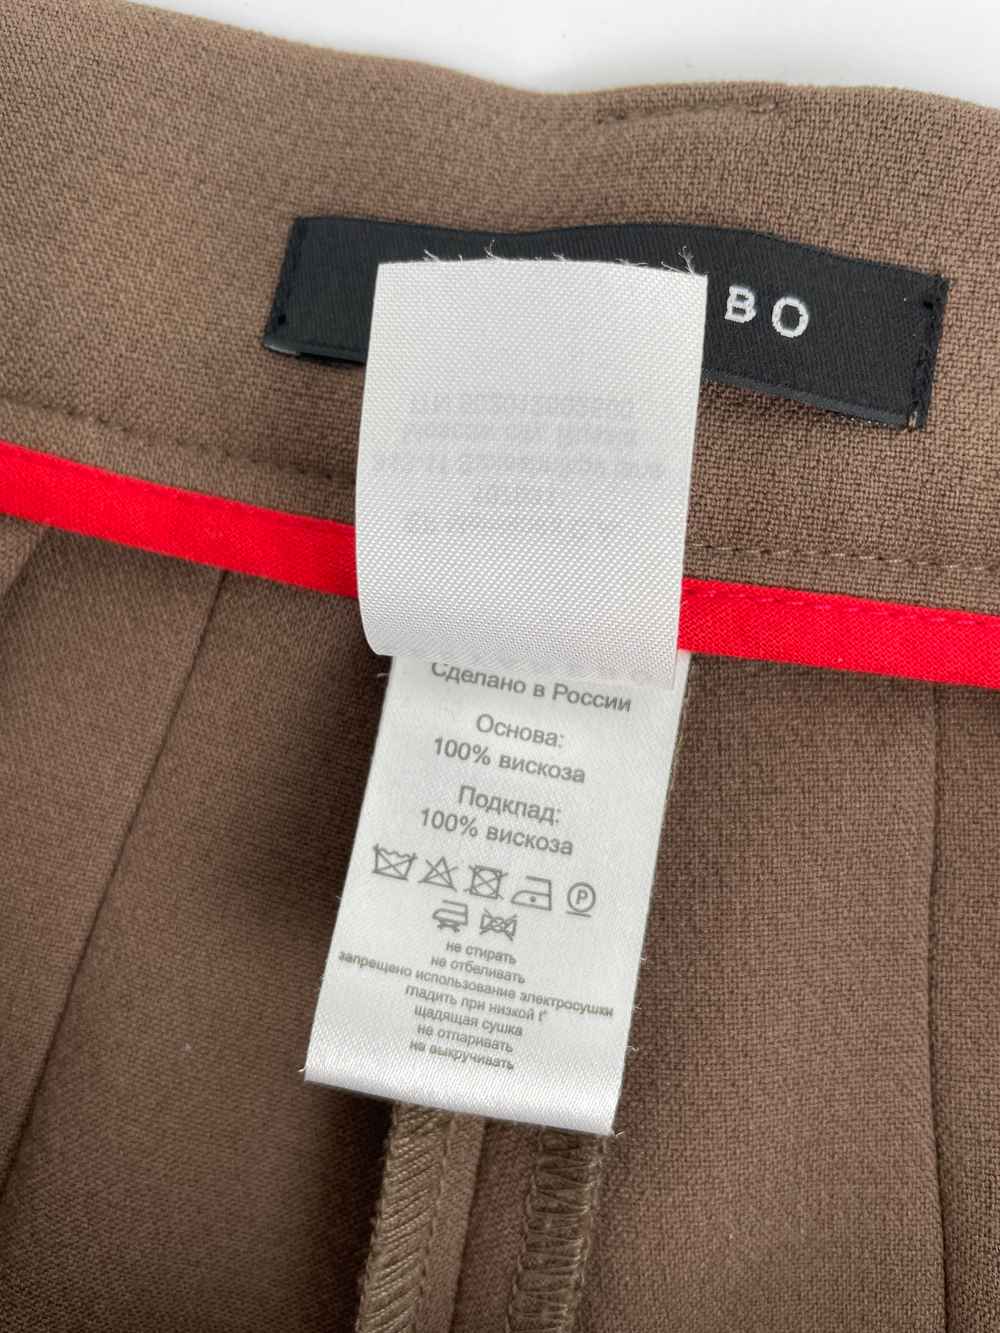 BO
Сделано в России
Основа:
100% вискоза
Подклад:
100% вискоза
P
не стирать
не отбеливать
запрещено использование электросушки
гладить при низкой t°
щадящая сушка
не отпаривать
не выкручивать